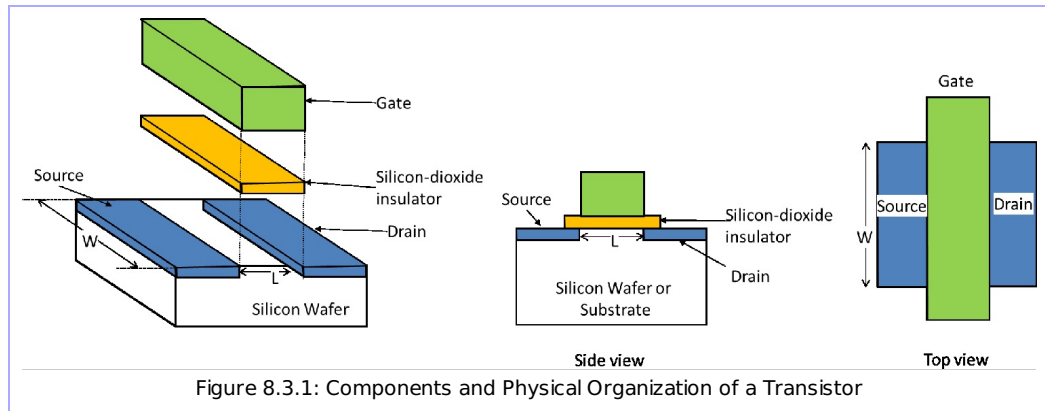 Gate
Silicon-dioxide
insulator
Source
Drain
W
L
Silicon Wafer
Source
Silicon-dioxide
insulator
L
Drain
Silicon Wafer or
Substrate
Side view
Gate
Source
Drain
W
Top view
Figure 8.3.1: Components and Physical Organization of a Transistor